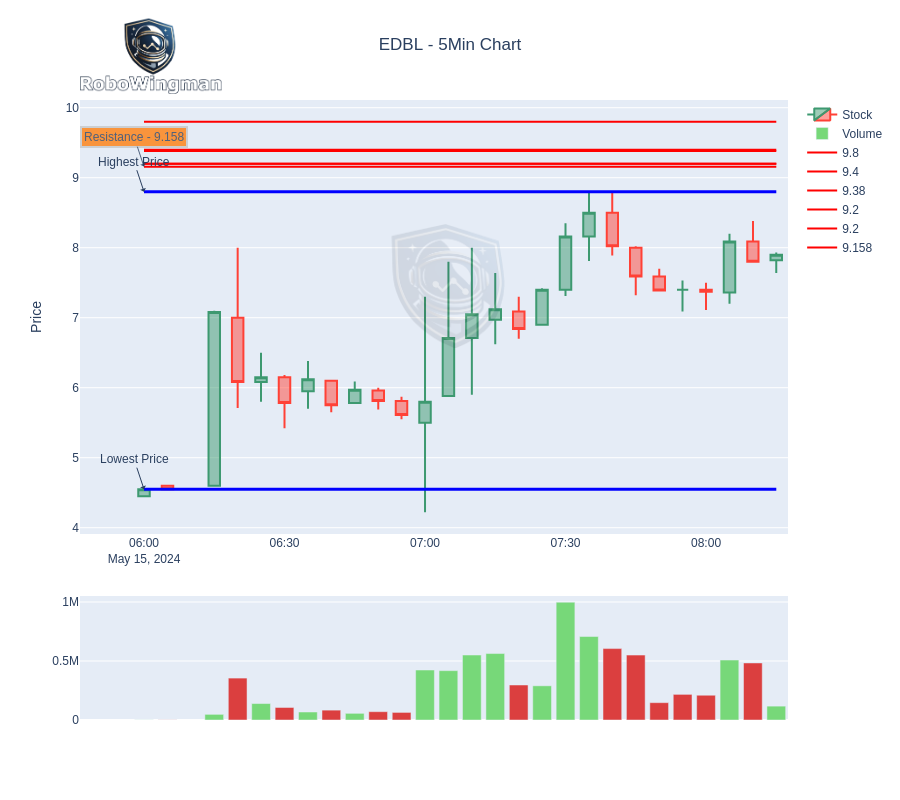 RoboWingman
EDBL - 5Min Chart
10
9
8
7
6
5
4
Price
Resistance - 9.158
Highest Price
Lowest Price
06:00
May 15, 2024
06:30
07:00
07:30
08:00
Stock
Volume
9.8
9.4
9.38
9.2
9.2
9.158
1M
0.5M
0